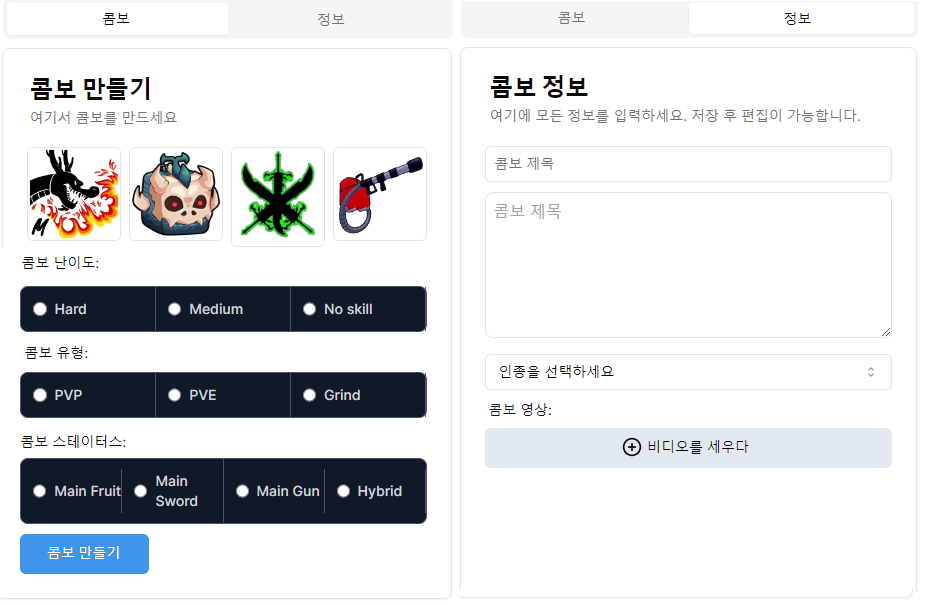 콤보
정보
콤보 만들기
여기서 콤보를 만드세요
콤보 난이도:
Hard
Medium
No skill
콤보 유형:
PVP
PVE
Grind
콤보 스테이터스:
Main Fruit
Main
Sword
Main Gun
Hybrid
콤보 만들기
콤보
정보
콤보 정보
여기에 모든 정보를 입력하세요. 저장 후 편집이 가능합니다.
콤보 제목
콤보 제목
인종을 선택하세요
콤보 영상:
비디오를 세우다